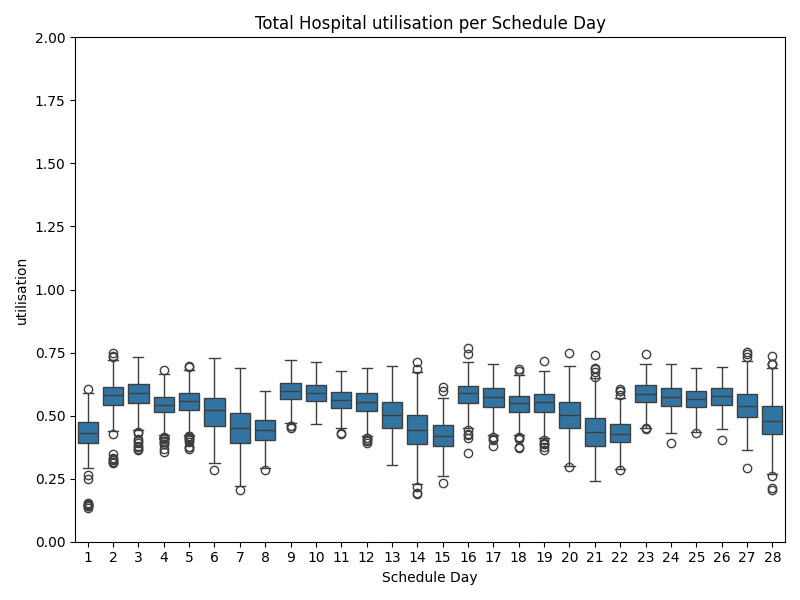 Total Hospital utilisation per Schedule Day
utilisation
2.00
1.75
1.50
1.25
1.00
0.75
0.50
0.25
0.00
1 2 3 4 5 6 7 8 9 10 11 12 13 14 15 16 17 18 19 20 21 22 23 24 25 26 27 28
Schedule Day